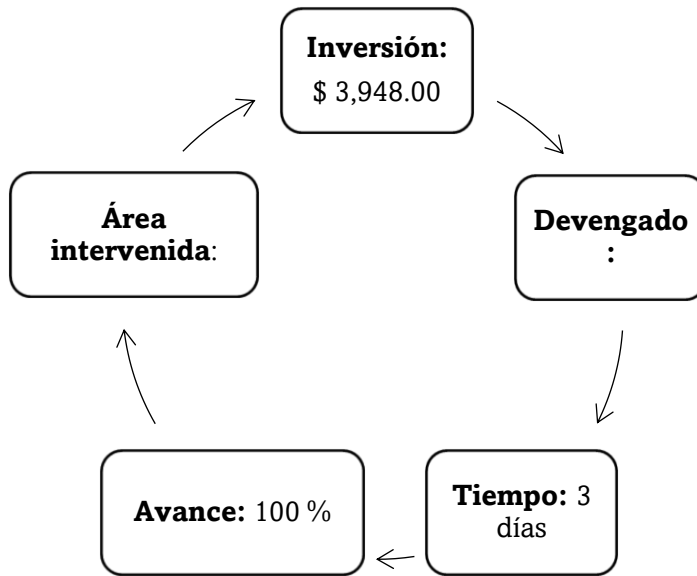 Inversión:
$ 3,948.00
Devengado
:
Tiempo: 3
días
Avance: 100 %
Área
intervenida: